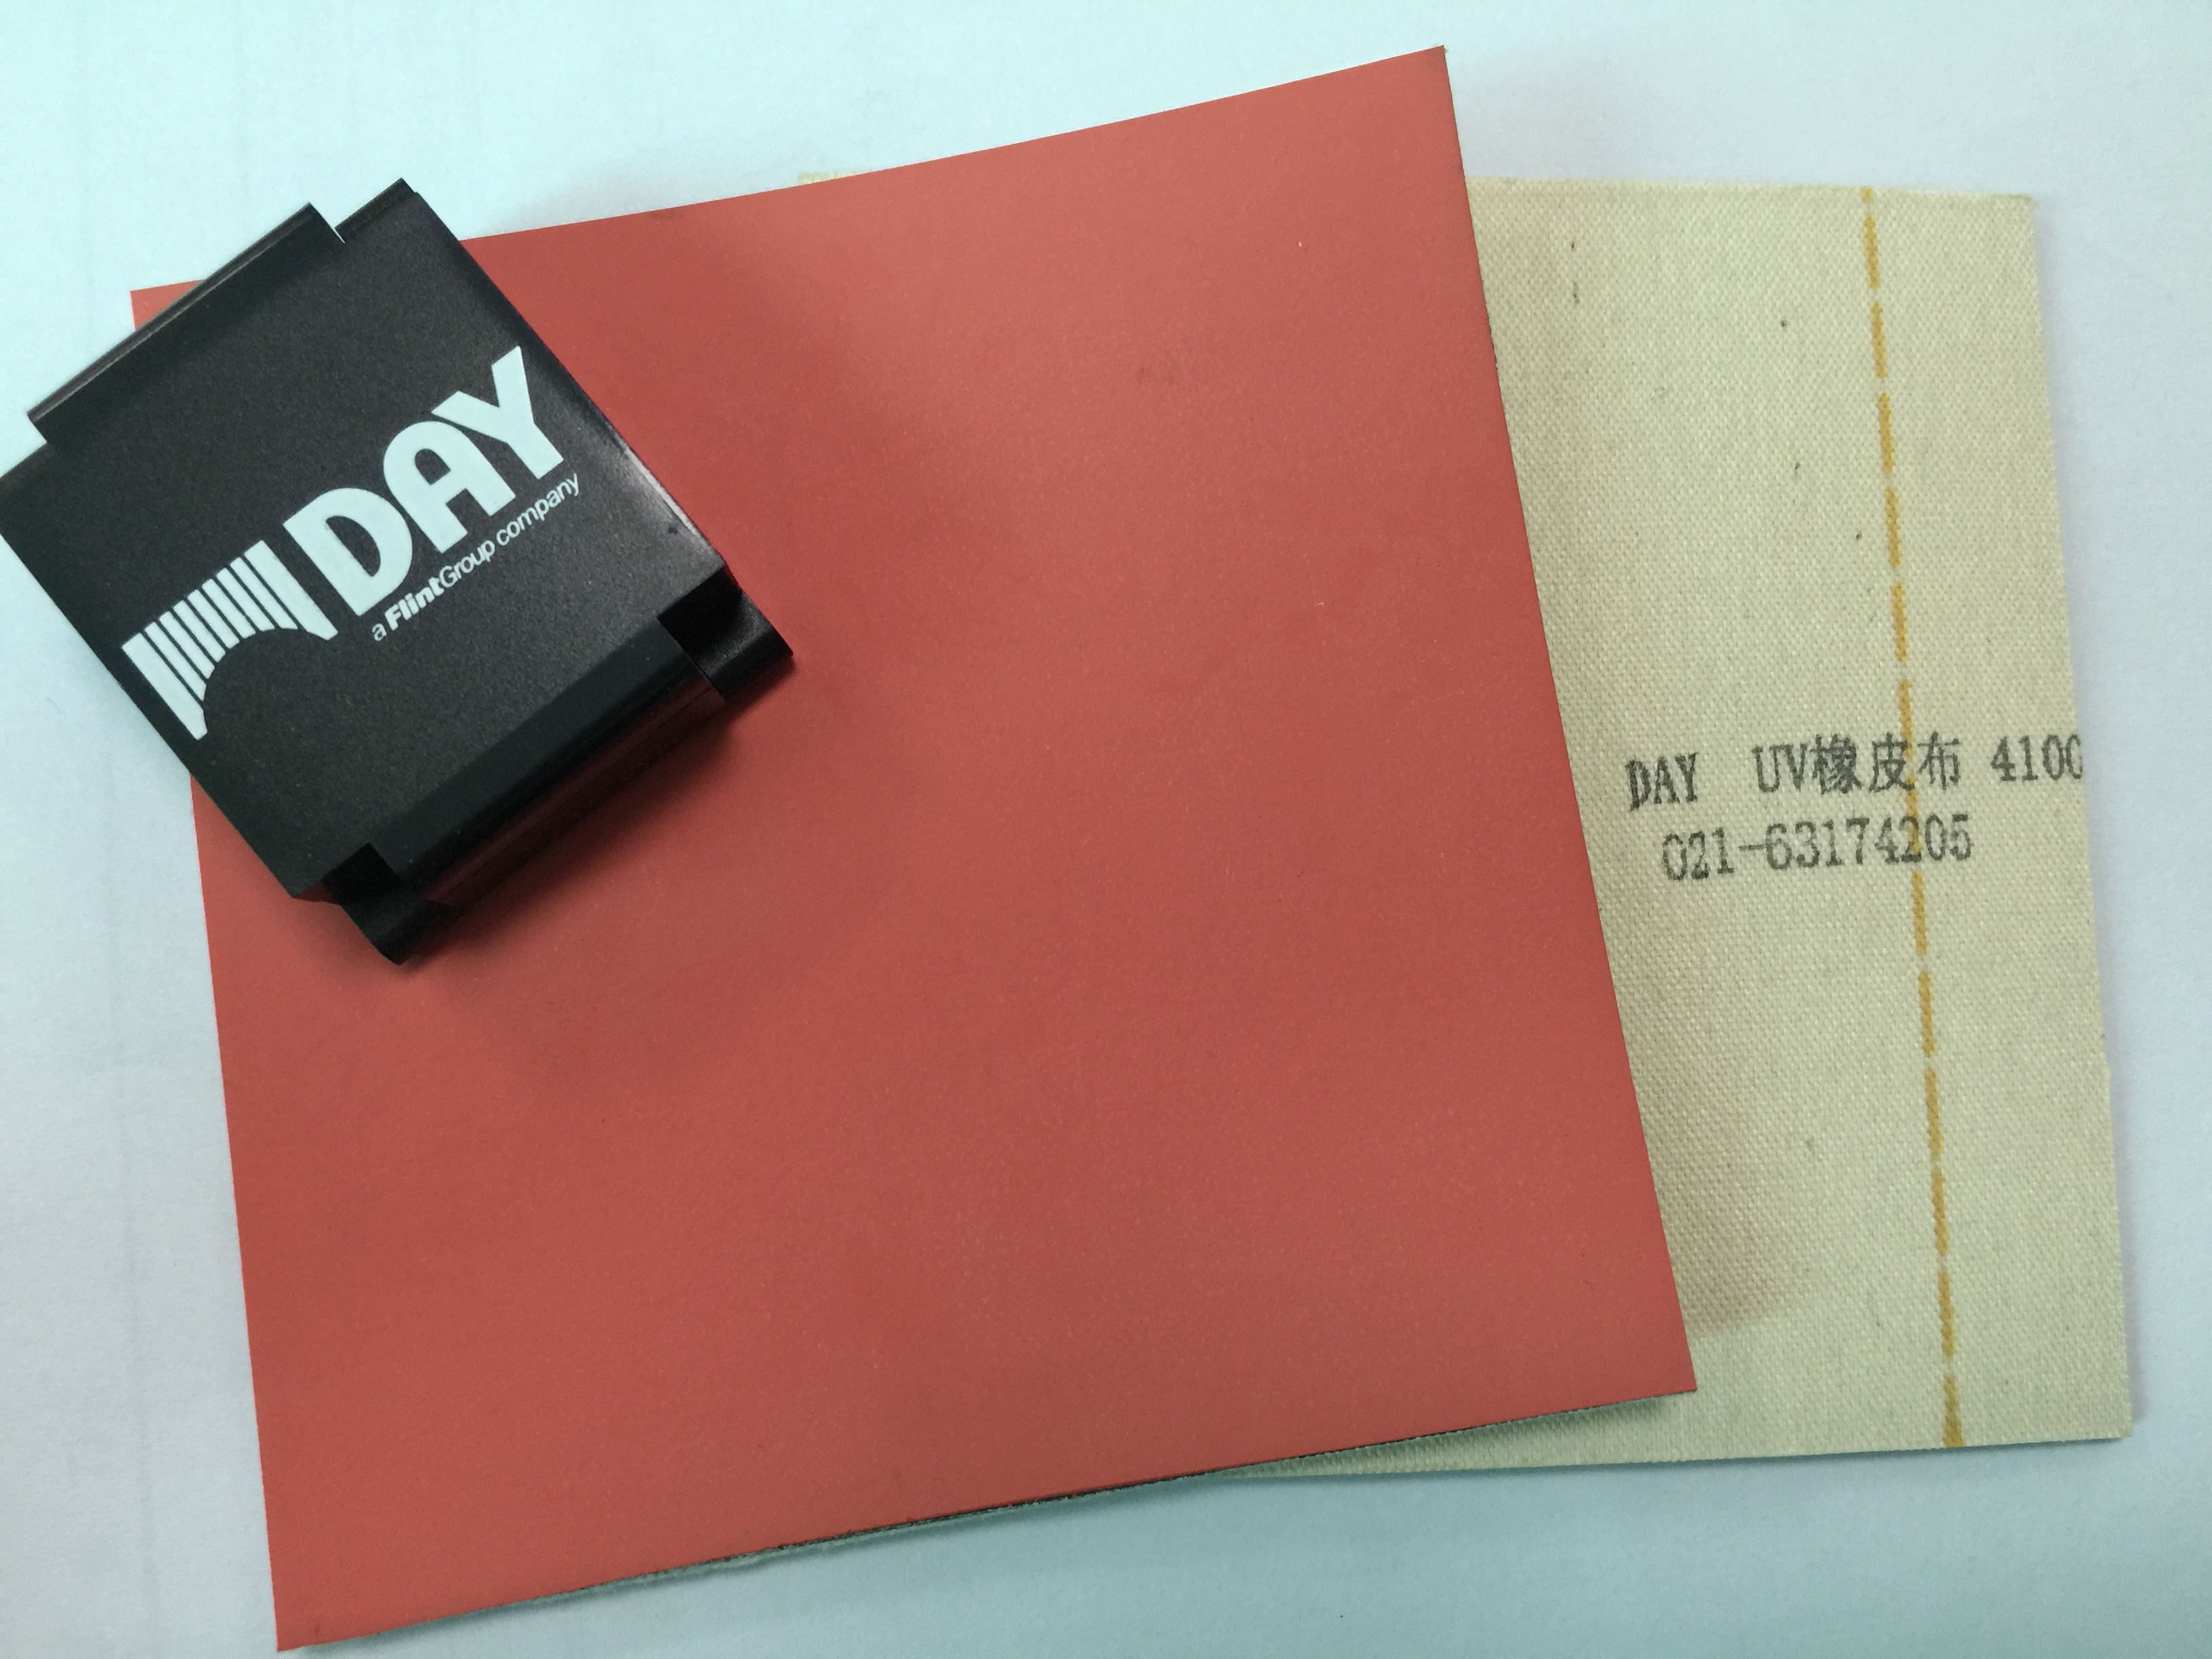 DAY
a FlintGroup company
DAY UV橡皮布 4100
021-63174205